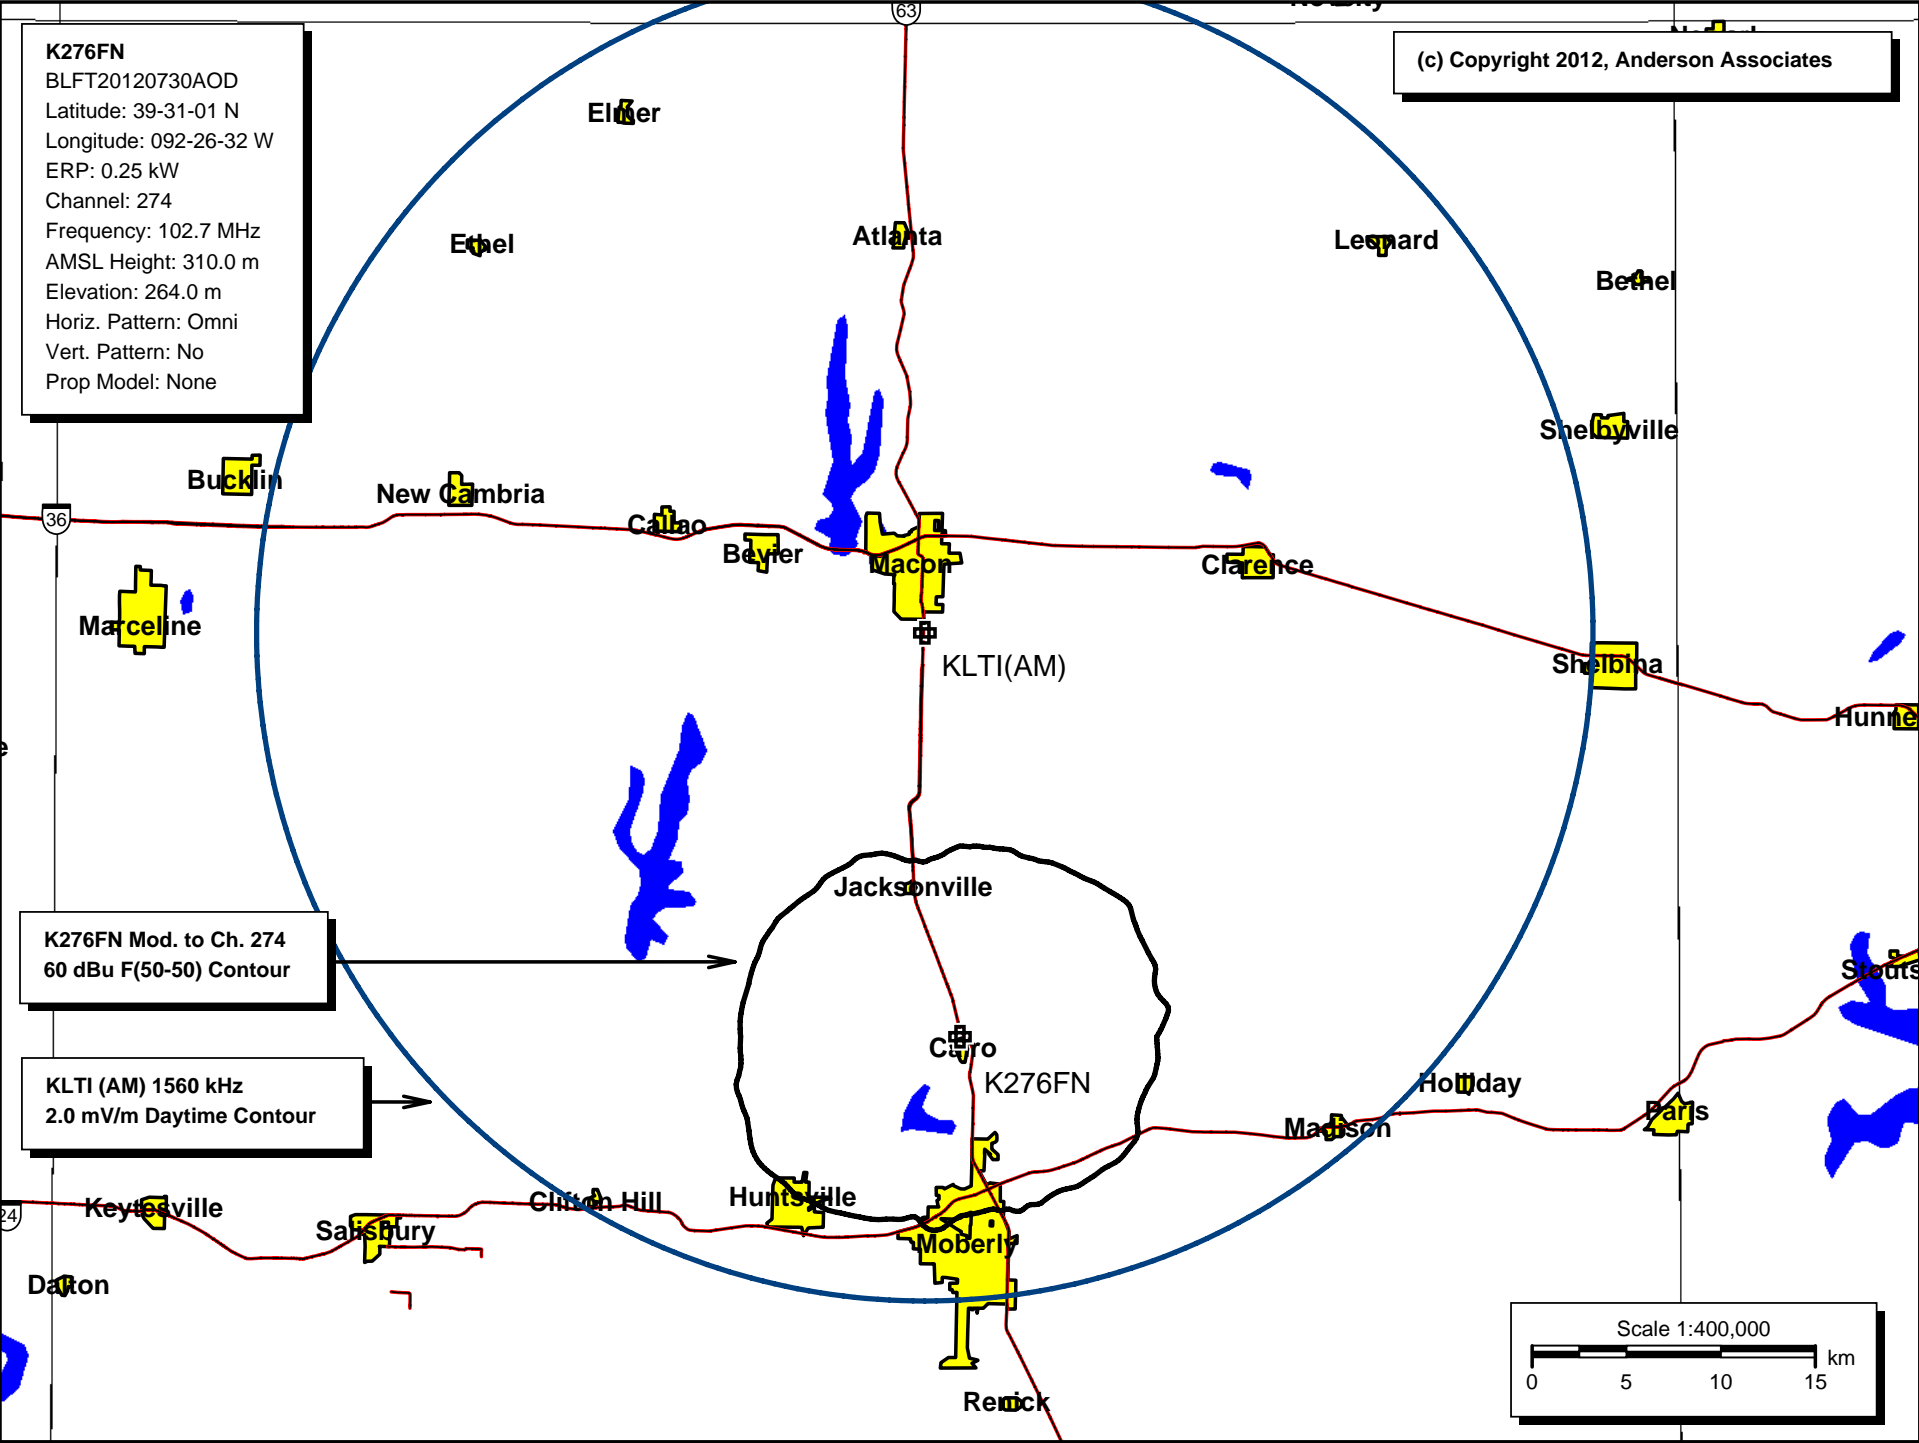 63
K276FN
BLFT20120730AOD
Latitude: 39-31-01 N
Longitude: 092-26-32 W
ERP: 0.25 kW
Channel: 274
Frequency: 102.7 MHz
AMSL Height: 310.0 m
Elevation: 264.0 m
Horiz. Pattern: Omni
Vert. Pattern: No
Prop Model: None
(c) Copyright 2012, Anderson Associates
Elmer
Ethel
Atlanta
Leonard
Bethel
Shelbyville
Bucklin
New Cambria
36
Callao
Bevier
Macon
Clarence
Marceline
KLTI(AM)
Shelbina
Hunne
e
Jacksonville
K276FN Mod. to Ch. 274
60 dBu F(50-50) Contour
Stouts
Cairo
K276FN
KLTI (AM) 1560 kHz
2.0 mV/m Daytime Contour
Holliday
Paris
Madison
24
Keytesville
Salisbury
Clifton Hill
Huntsville
Moberly
Dalton
Renick
Scale 1:400,000
km
0 5 10 15